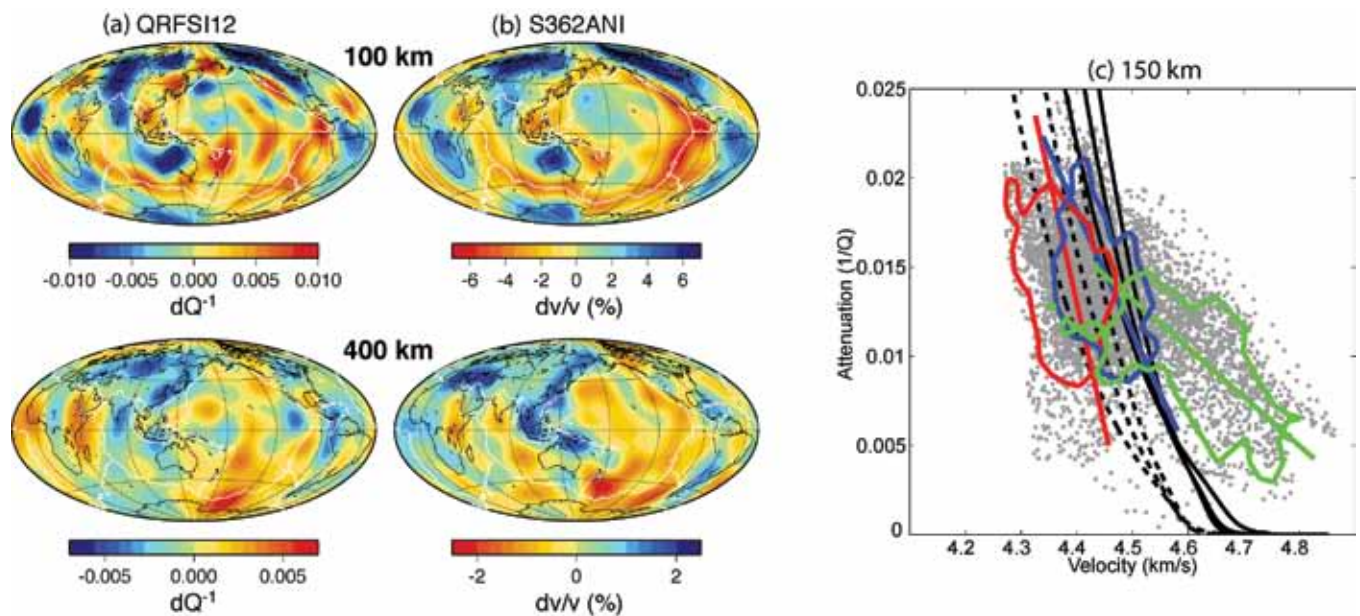 (a) QRFSI12
(b) S362ANI
100 km
-0.010 -0.005 0.000 0.005 0.010
dQ⁻¹
-6 -4 -2 0 2 4 6
dv/v (%)
400 km
-0.005 0.000 0.005
dQ⁻¹
-2 0 2
dv/v (%)
(c) 150 km
Attenuation (1/Q)
0.025
0.02
0.015
0.01
0.005
0
4.2 4.3 4.4 4.5 4.6 4.7 4.8
Velocity (km/s)